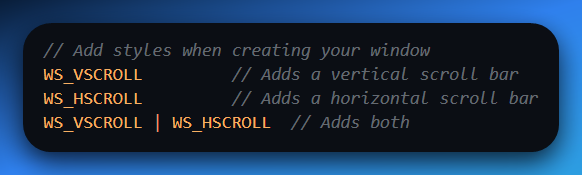 // Add styles when creating your window
WS_VSCROLL         // Adds a vertical scroll bar
WS_HSCROLL         // Adds a horizontal scroll bar
WS_VSCROLL | WS_HSCROLL  // Adds both